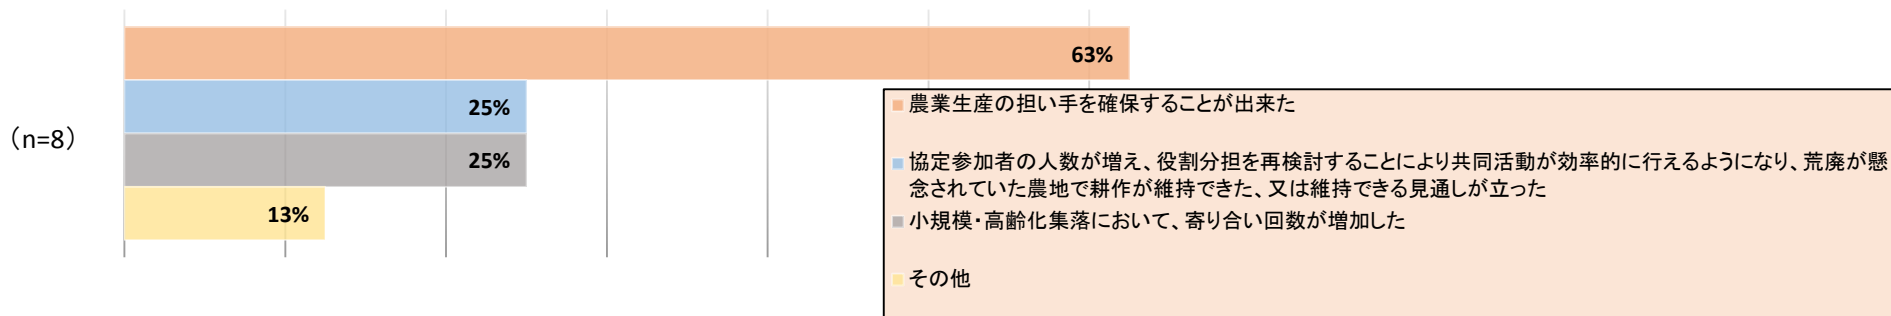 63%
25%
(n=8)
25%
13%
農業生産の担い手を確保することが出来た
協定参加者の人数が増え、役割分担を再検討することにより共同活動が効率的に行えるようになり、荒廃が懸
念されていた農地で耕作が維持できた、又は維持できる見通しが立った
小規模・高齢化集落において、寄り合い回数が増加した
その他